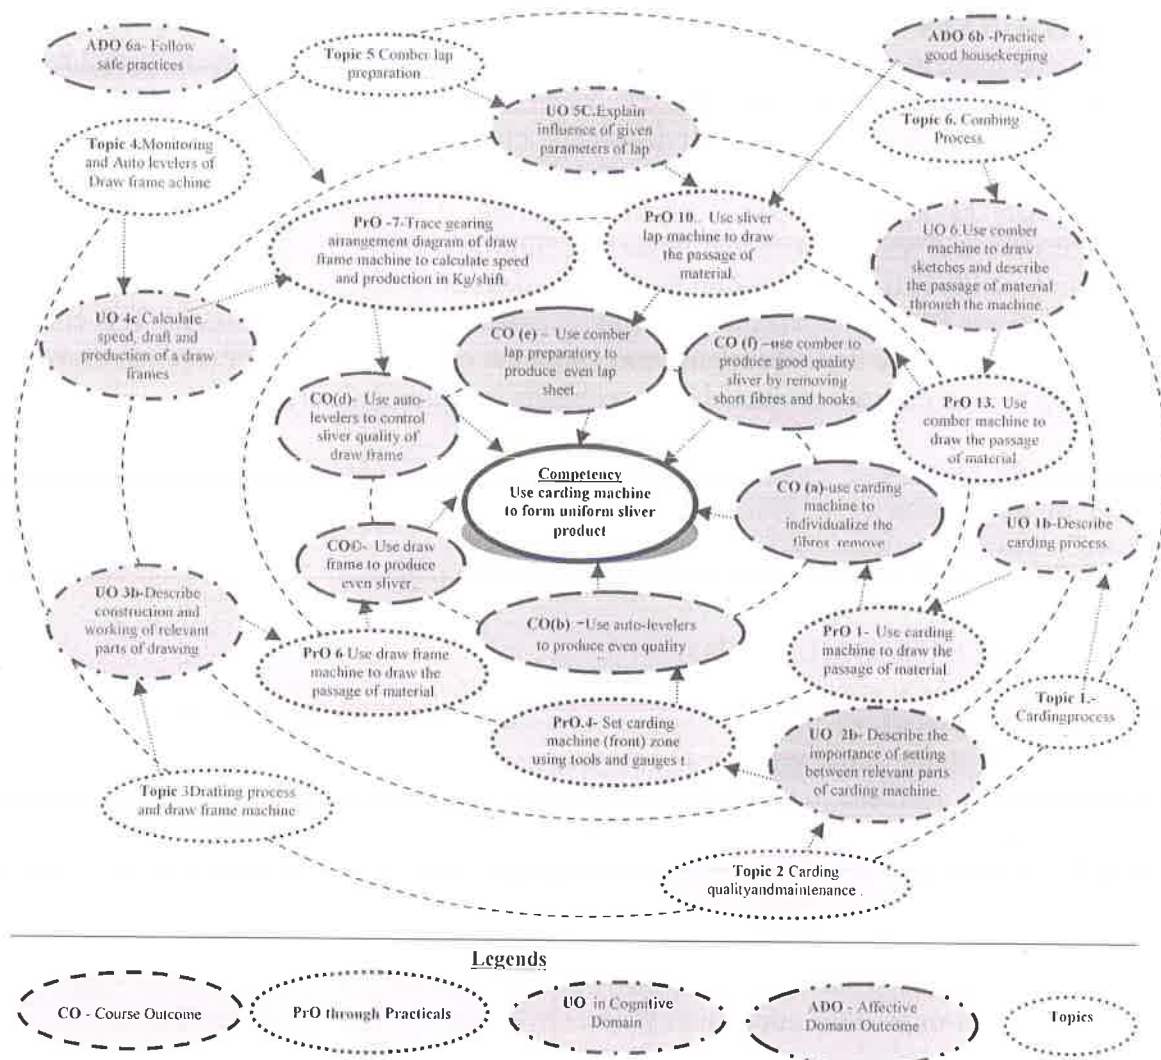 ADO 6a- Follow
safe practices
Topic 5 Comber lap
preparation
ADO 6b -Practice
good housekeeping
UO 5C.Explain
influence of given
parameters of lap
Topic 6. Combing
Process.
Topic 4.Monitoring
and Auto levelers of
Draw frame achine
PrO -7-Trace gearing
arrangement diagram of draw
frame machine to calculate speed
and production in Kg/shift.
PrO 10.. Use sliver
lap machine to draw
the passage of
material.
UO 6.Use comber
machine to draw
sketches and describe
the passage of material
through the machine.
UO 4c Calculate
speed, draft and
production of a draw
frames
CO (e) – Use comber
lap preparatory to
produce even lap
sheet.
CO (f) –use comber to
produce good quality
sliver by removing
short fibres and hooks.
CO(d)- Use auto-
levelers to control
sliver quality of
draw frame
PrO 13. Use
comber machine to
draw the passage
of material
Competency
Use carding machine
to form uniform sliver
product
CO (a)-use carding
machine to
individualize the
fibres, remove
UO 1b-Describe
carding process.
CO©- Use draw
frame to produce
even sliver..
UO 3b-Describe
construction and
working of relevant
parts of drawing
CO(b) –Use auto-levelers
to produce even quality
PrO 1- Use carding
machine to draw the
passage of material.
PrO 6-Use draw frame
machine to draw the
passage of material.
Topic 1.-
Cardingprocess
PrO.4- Set carding
machine (front) zone
using tools and gauges t.
UO 2b- Describe the
importance of setting
between relevant parts
of carding machine.
Topic 3Drafting process
and draw frame machine
Topic 2 Carding
qualityandmaintenance .
Legends
CO - Course Outcome
PrO through Practicals
UO in Cognitive
Domain
ADO - Affective
Domain Outcome
Topics